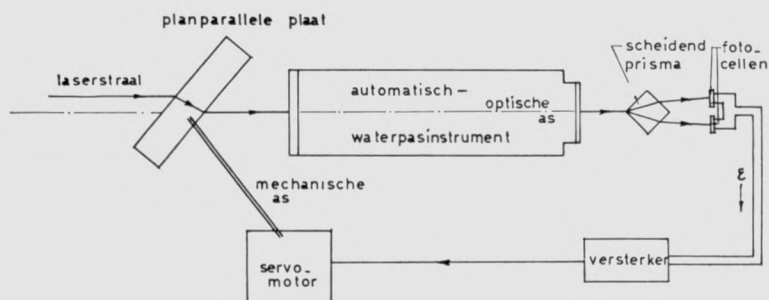 planparallele plaat
laserstraal
automatisch-
optische
as
waterpasinstrument
scheidend
prisma
foto-
cellen
ε
mechanische
as
servo-
motor
versterker